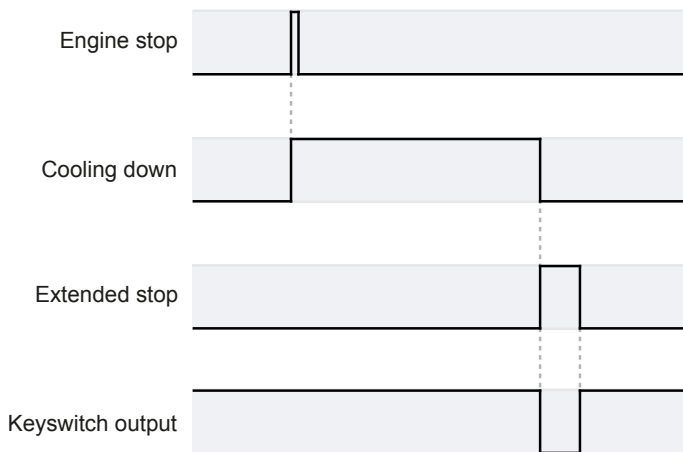 Engine stop
Cooling down
Extended stop
Keyswitch output